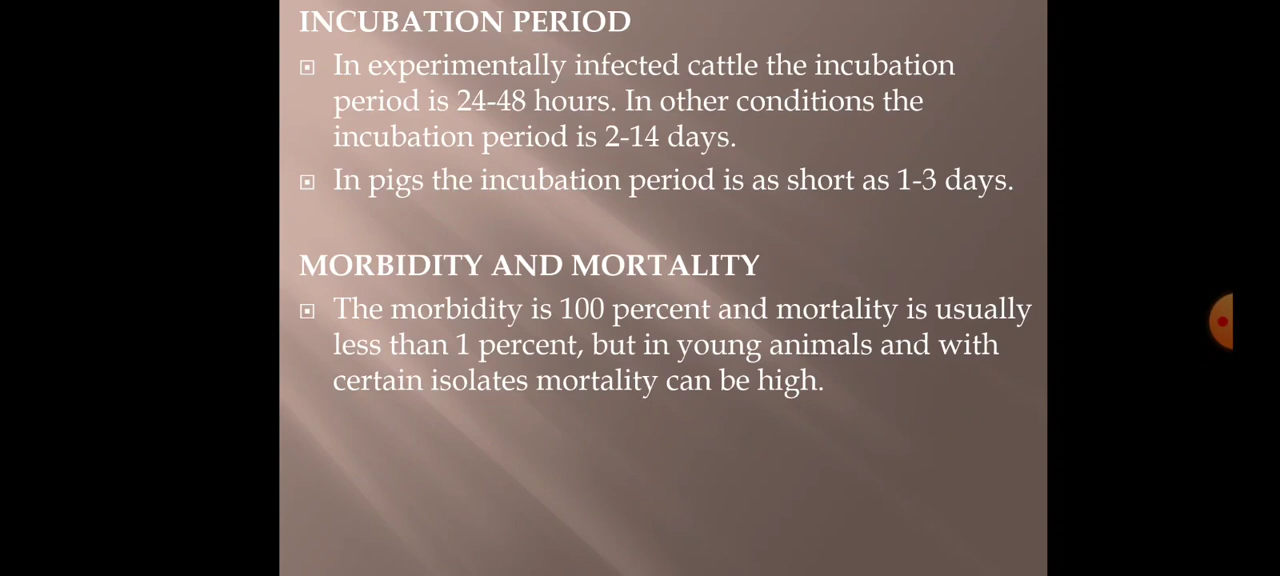 INCUBATION PERIOD
In experimentally infected cattle the incubation
period is 24-48 hours. In other conditions the
incubation period is 2-14 days.
In pigs the incubation period is as short as 1-3 days.
MORBIDITY AND MORTALITY
The morbidity is 100 percent and mortality is usually
less than 1 percent, but in young animals and with
certain isolates mortality can be high.